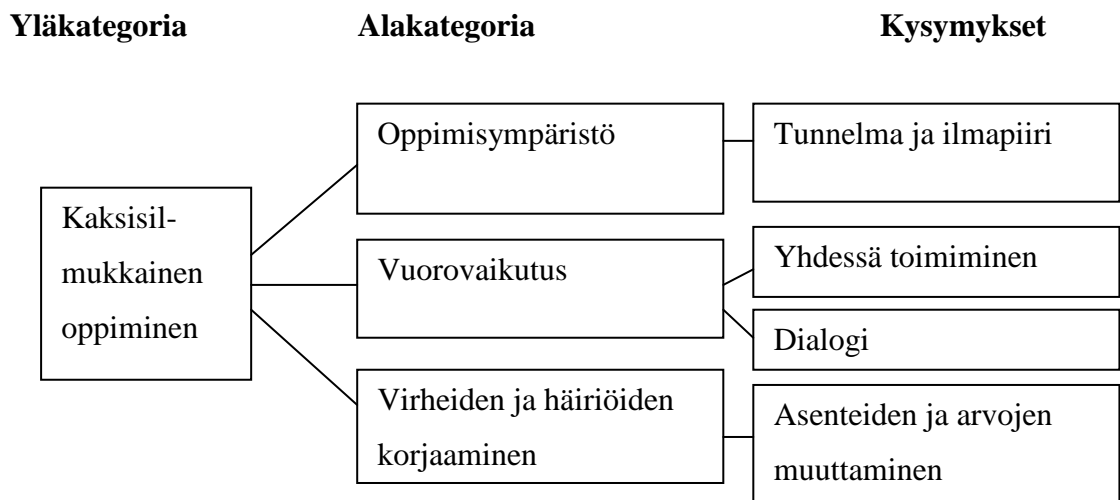 Yläkategoria Alakategoria Kysymykset
Oppimisympäristö
Tunnelma ja ilmapiiri
Kaksisil-
mukkainen
oppiminen
Vuorovaikutus
Yhdessä toimiminen
Dialogi
Virheiden ja häiriöiden
korjaaminen
Asenteiden ja arvojen
muuttaminen